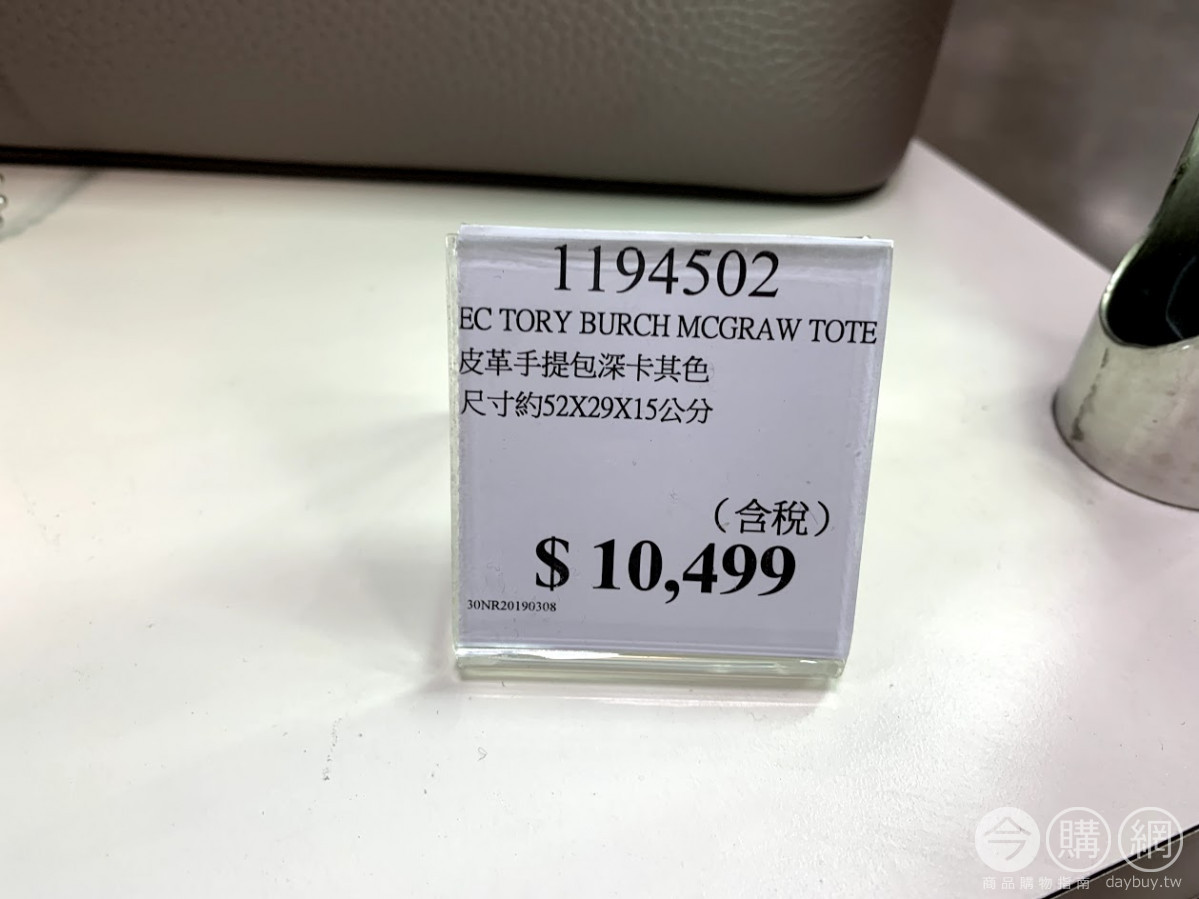 1194502
EC TORY BURCH MCGRAW TOTE
皮革手提包深卡其色
尺寸約52X29X15公分
（含稅）
$ 10,499
30NR20190308
今購網
商品購物指南 daybuy.tw